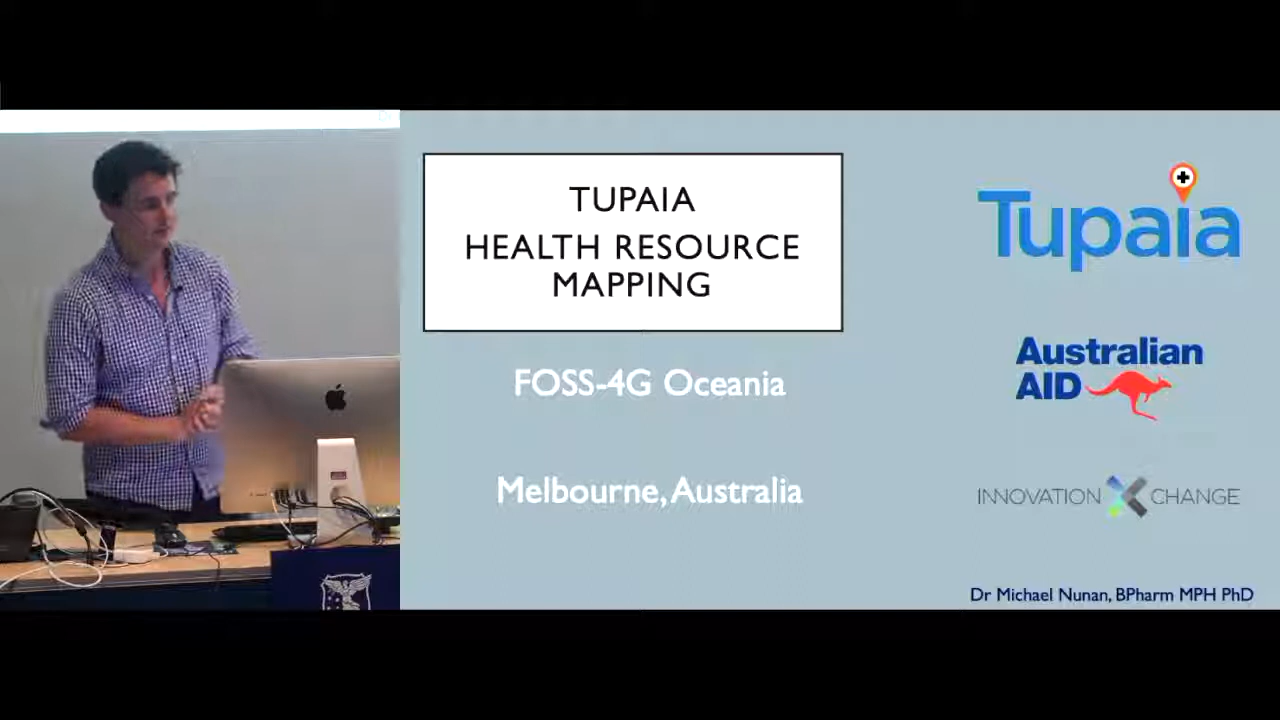 TUPAIA
HEALTH RESOURCE
MAPPING
FOSS-4G Oceania
Melbourne, Australia
Tupaia
Australian
AID
INNOVATION XCHANGE
Dr Michael Nunan, BPharm MPH PhD